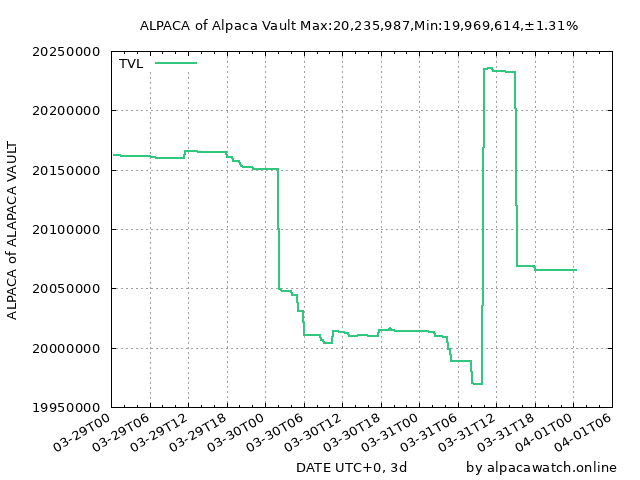 ALPACA of Alpaca Vault Max:20,235,987,Min:19,969,614,±1.31%
TVL
ALPACA of ALAPACA VAULT
20250000
20200000
20150000
20100000
20050000
20000000
19950000
03-29T00
03-29T06
03-29T12
03-29T18
03-30T00
03-30T06
03-30T12
03-30T18
03-31T00
03-31T06
03-31T12
03-31T18
04-01T00
04-01T06
DATE UTC+0, 3d
by alpacawatch.online